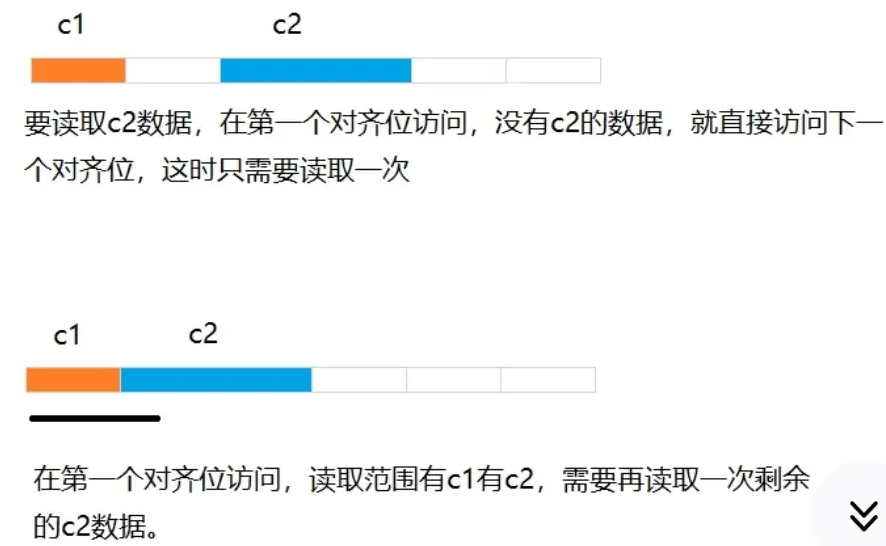 c1 c2
要读取c2数据，在第一个对齐位访问，没有c2的数据，就直接访问下一
个对齐位，这时只需要读取一次
c1 c2
在第一个对齐位访问，读取范围有c1有c2，需要再读取一次剩余
的c2数据。